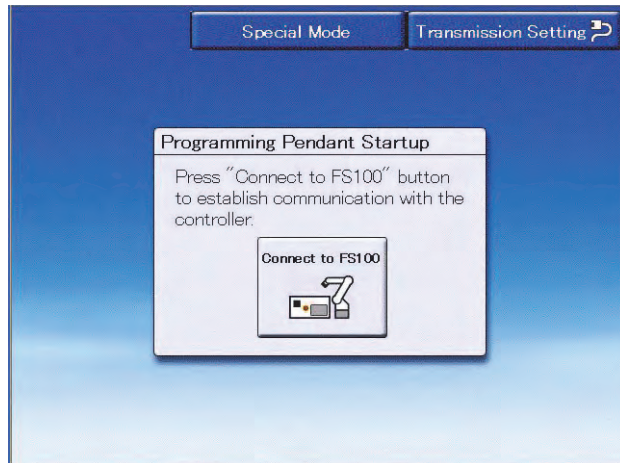 Special Mode
Transmission Setting
Programming Pendant Startup
Press "Connect to FS100" button
to establish communication with the
controller.
Connect to FS100